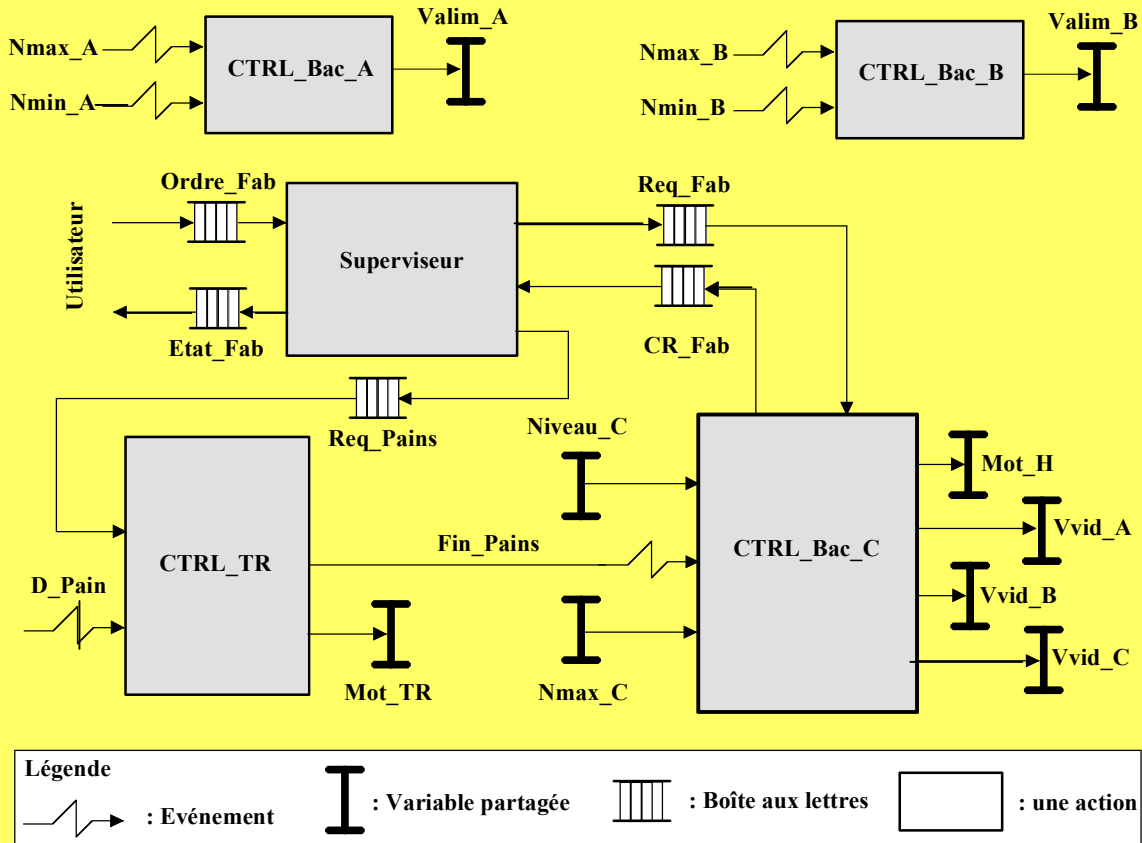 Valim_A
Valim_B
Nmax_A
CTRL_Bac_A
Nmin_A
Nmax_B
CTRL_Bac_B
Nmin_B
Ordre_Fab
Req_Fab
Utilisateur
Superviseur
Etat_Fab
CR_Fab
Req_Pains
Niveau_C
Mot_H
Vvid_A
Fin_Pains
CTRL_Bac_C
CTRL_TR
D_Pain
Vvid_B
Vvid_C
Mot_TR
Nmax_C
Légende
: Evénement
: Variable partagée
: Boîte aux lettres
: une action